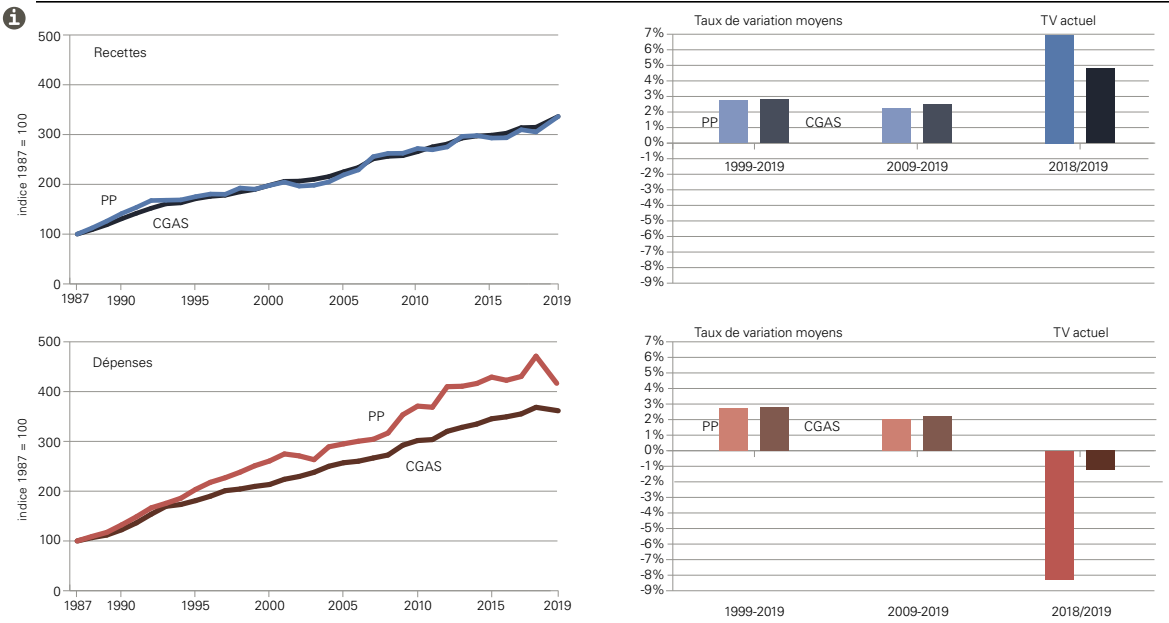 i
Recettes
indice 1987 = 100
500
400
300
200
100
0
PP
CGAS
1987 1990 1995 2000 2005 2010 2015 2019
Taux de variation moyens TV actuel
7%
6%
5%
4%
3%
2%
1%
0%
-1%
-2%
-3%
-4%
-5%
-6%
-7%
-8%
-9%
PP CGAS
1999-2019 2009-2019 2018/2019
Dépenses
indice 1987 = 100
500
400
300
200
100
0
PP
CGAS
1987 1990 1995 2000 2005 2010 2015 2019
Taux de variation moyens TV actuel
7%
6%
5%
4%
3%
2%
1%
0%
-1%
-2%
-3%
-4%
-5%
-6%
-7%
-8%
-9%
PP CGAS
1999-2019 2009-2019 2018/2019